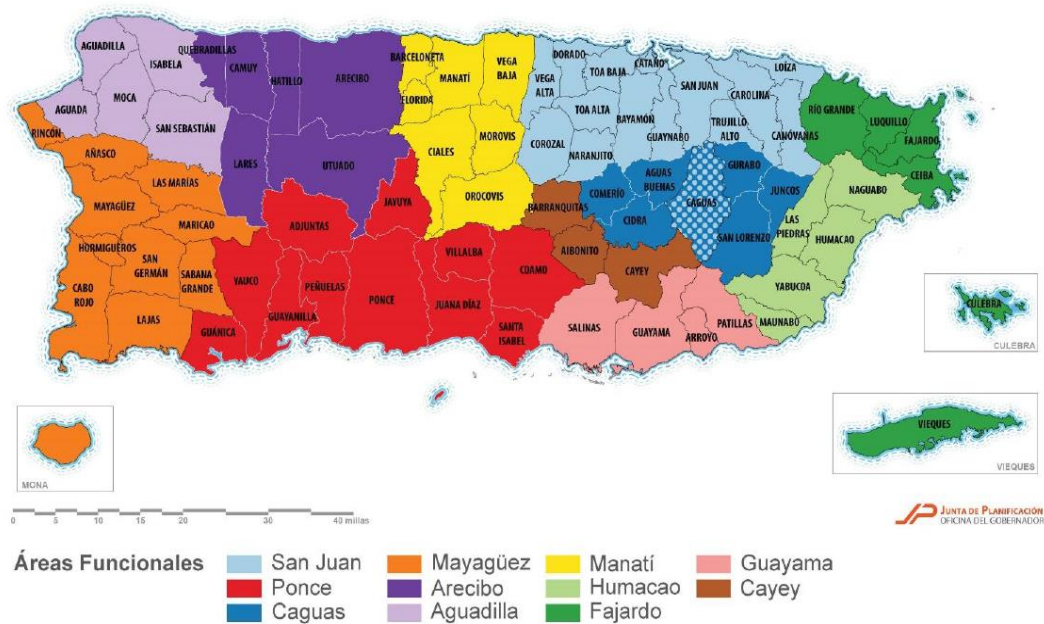 AGUADILLA
ISABELA
QUEBRADILLAS
CAMUY
HATILLO
ARECIBO
BARCELONETA
MANATÍ
VEGA
BAJA
VEGA
ALTA
DORADO
TOA BAJA
CATAÑO
SAN JUAN
CAROLINA
LOÍZA
RÍO GRANDE
LUQUILLO
FAJARDO
CEIBA
AGUADA
MOCA
SAN SEBASTIÁN
RINCÓN
AÑASCO
LARES
UTUADO
FLORIDA
CIALES
MOROVIS
COROZAL
TOA ALTA
NARANJITO
BAYAMÓN
GUAYNABO
TRUJILLO
ALTO
CANÓVANAS
LAS MARÍAS
MAYAGÜEZ
MARICAO
ADJUNTAS
JAYUYA
OROCOVIS
BARRANQUITAS
COMERÍO
AGUAS
BUENAS
CAGUAS
GURABO
JUNCOS
NAGUABO
CIDRA
SAN LORENZO
LAS
PIEDRAS
HUMACAO
HORMIGUEROS
SAN
GERMÁN
SABANA
GRANDE
CABO
ROJO
LAJAS
YAUCO
GUÁNICA
GUAYANILLA
PEÑUELAS
PONCE
VILLALBA
JUANA DÍAZ
COAMO
SANTA
ISABEL
AIBONITO
CAYEY
SALINAS
GUAYAMA
ARROYO
PATILLAS
YABUCOA
MAUNABO
CULEBRA
CULEBRA
VIEQUES
VIEQUES
MONA
0 5 10 15 20 30 40 millas
JP JUNTA DE PLANIFICACIÓN
OFICINA DEL GOBERNADOR
Áreas Funcionales
San Juan
Mayagüez
Manatí
Guayama
Ponce
Arecibo
Humacao
Cayey
Caguas
Aguadilla
Fajardo